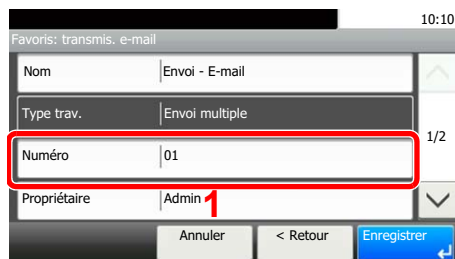 10:10
Favoris: transmis. e-mail
Nom Envoi - E-mail
Type trav. Envoi multiple
1/2
Numéro 01
Propriétaire Admin 1
Annuler < Retour Enregistrer